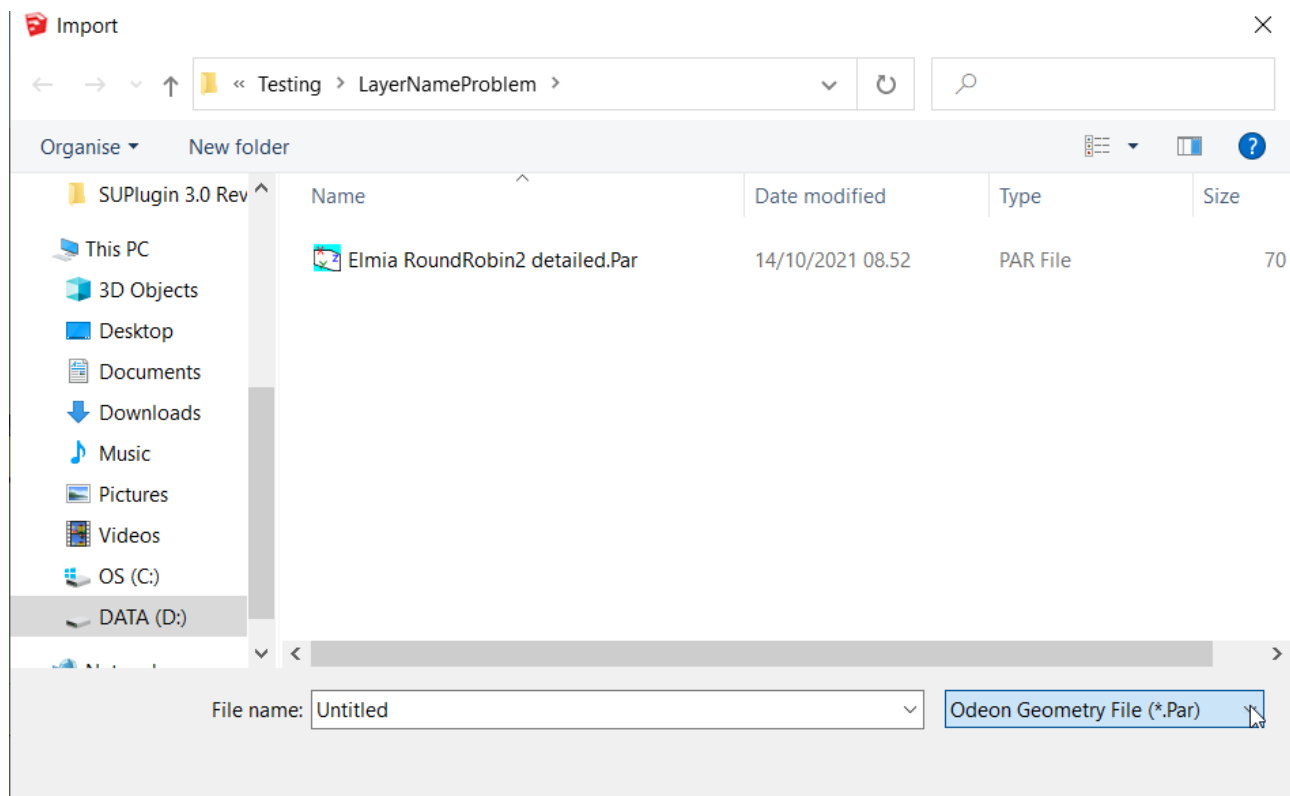 Import
« Testing > LayerNameProblem >
Organise New folder
?
SUPlugin 3.0 Rev
Name Date modified Type Size
This PC
Elmia RoundRobin2 detailed.Par 14/10/2021 08.52 PAR File 70
3D Objects
Desktop
Documents
Downloads
Music
Pictures
Videos
OS (C:)
DATA (D:)
File name: Untitled Odeon Geometry File (*.Par)